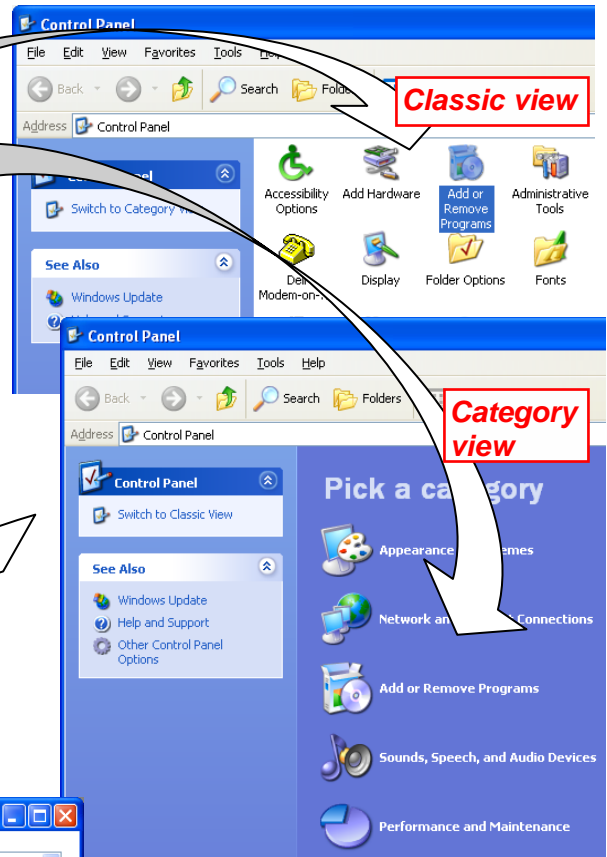 Control Panel
File Edit View Favorites Tools
Back Search
Classic view
Address Control Panel
Switch to Category
Accessibility Options
Add Hardware
Add or Remove Programs
Administrative Tools
See Also
Windows Update
Modem-on-...
Display
Folder Options
Fonts
Control Panel
File Edit View Favorites Tools Help
Back Search Folders
Category view
Address Control Panel
Control Panel
Switch to Classic View
See Also
Windows Update
Help and Support
Other Control Panel Options
Pick a category
Appearance
Network and Connections
Add or Remove Programs
Sounds, Speech, and Audio Devices
Performance and Maintenance